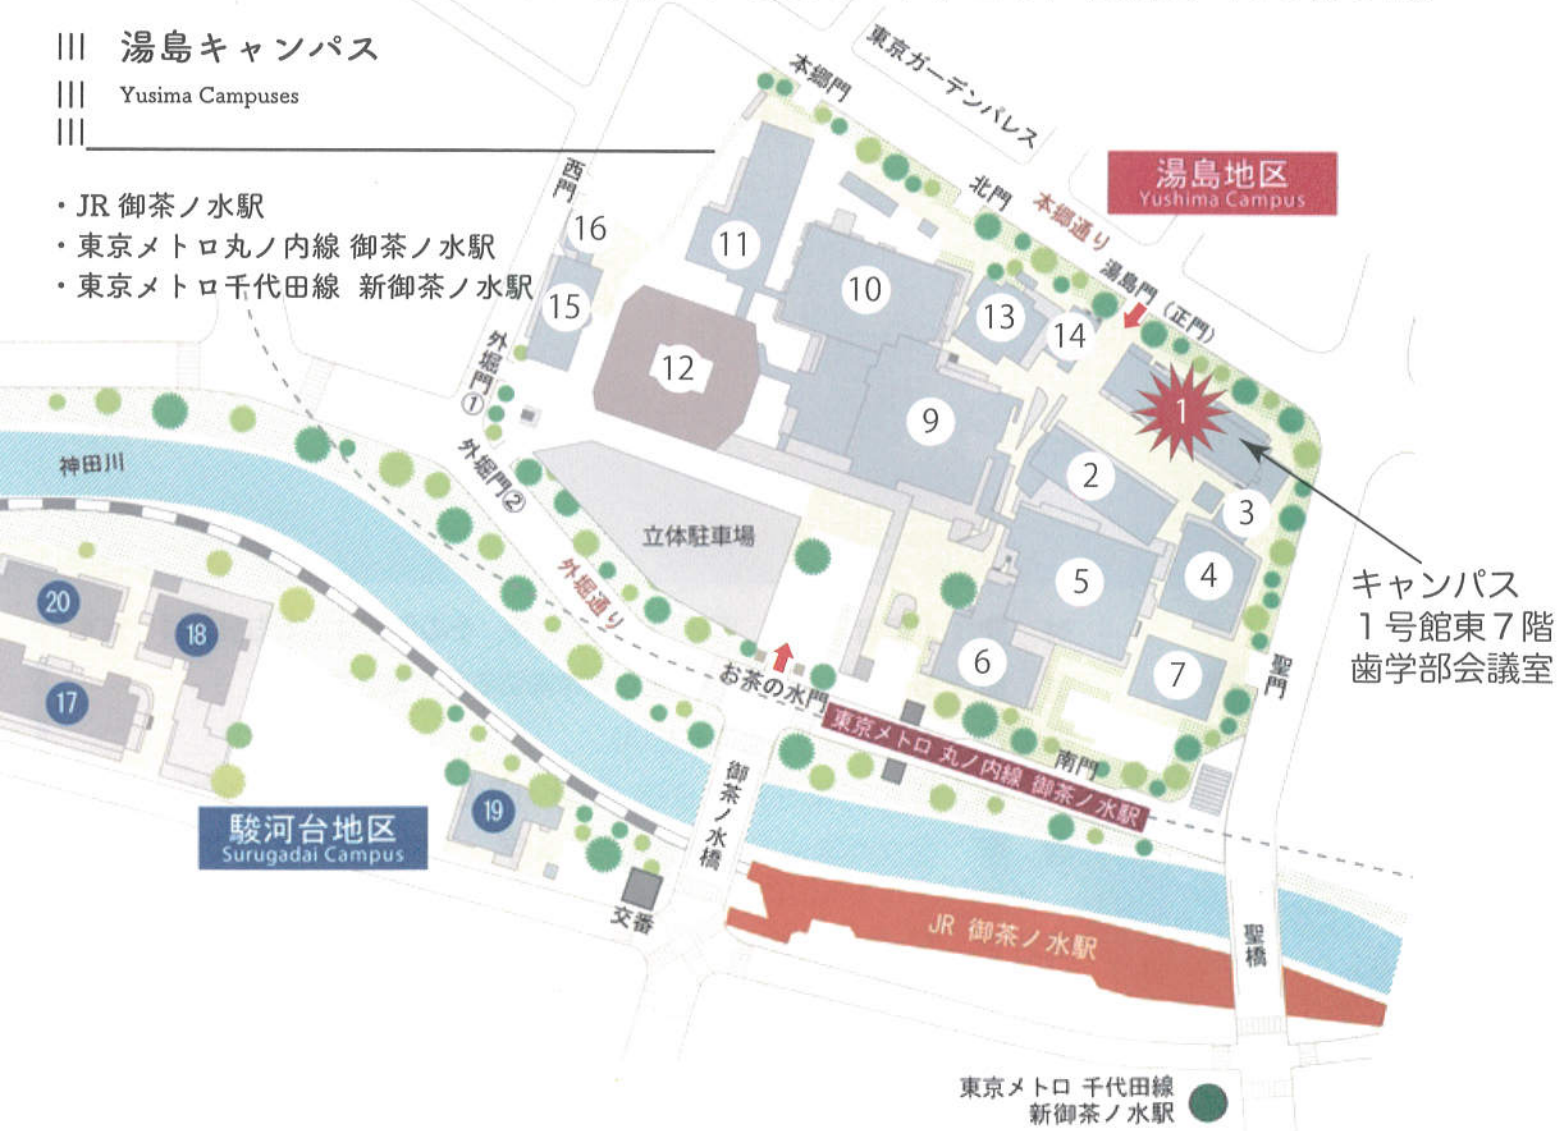 湯島キャンパス
Yusima Campuses
・JR 御茶ノ水駅
・東京メトロ丸ノ内線 御茶ノ水駅
・東京メトロ千代田線 新御茶ノ水駅
東京ガーデンパレス
本郷門
西門
北門
本郷通り
湯島地区
Yushima Campus
湯島門（正門）
16
11
15
10
13
14
12
外堀門①
9
1
外堀門②
2
3
神田川
立体駐車場
キャンパス
１号館東７階
歯学部会議室
5
4
外堀通り
20
18
6
7
聖門
17
お茶の水門
東京メトロ 丸ノ内線 御茶ノ水駅
南門
御茶ノ水橋
19
駿河台地区
Surugadai Campus
交番
JR 御茶ノ水駅
聖橋
東京メトロ 千代田線
新御茶ノ水駅